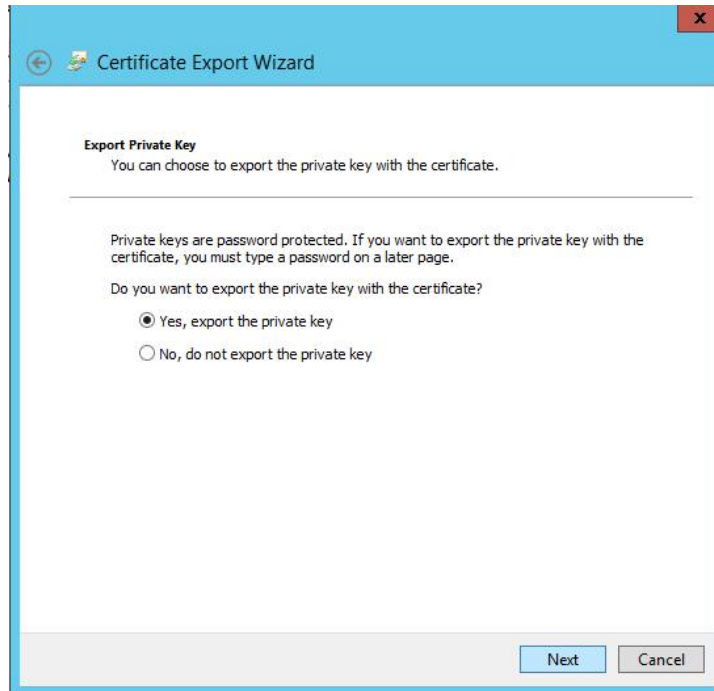 x
Certificate Export Wizard
Export Private Key
You can choose to export the private key with the certificate.
Private keys are password protected. If you want to export the private key with the
certificate, you must type a password on a later page.
Do you want to export the private key with the certificate?
Yes, export the private key
No, do not export the private key
Next Cancel